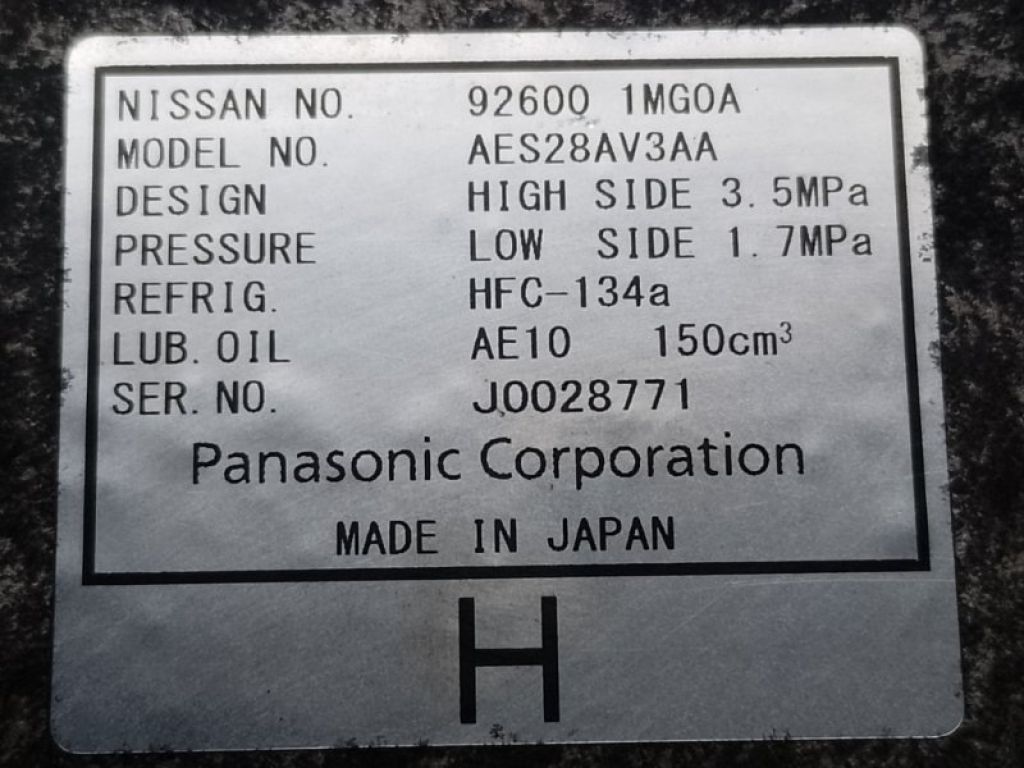 NISSAN NO. 92600 1MG0A
MODEL NO. AES28AV3AA
DESIGN HIGH SIDE 3.5MPa
PRESSURE LOW SIDE 1.7MPa
REFRIG. HFC-134a
LUB. OIL AE10 150cm³
SER. NO. J0028771
Panasonic Corporation
MADE IN JAPAN
H